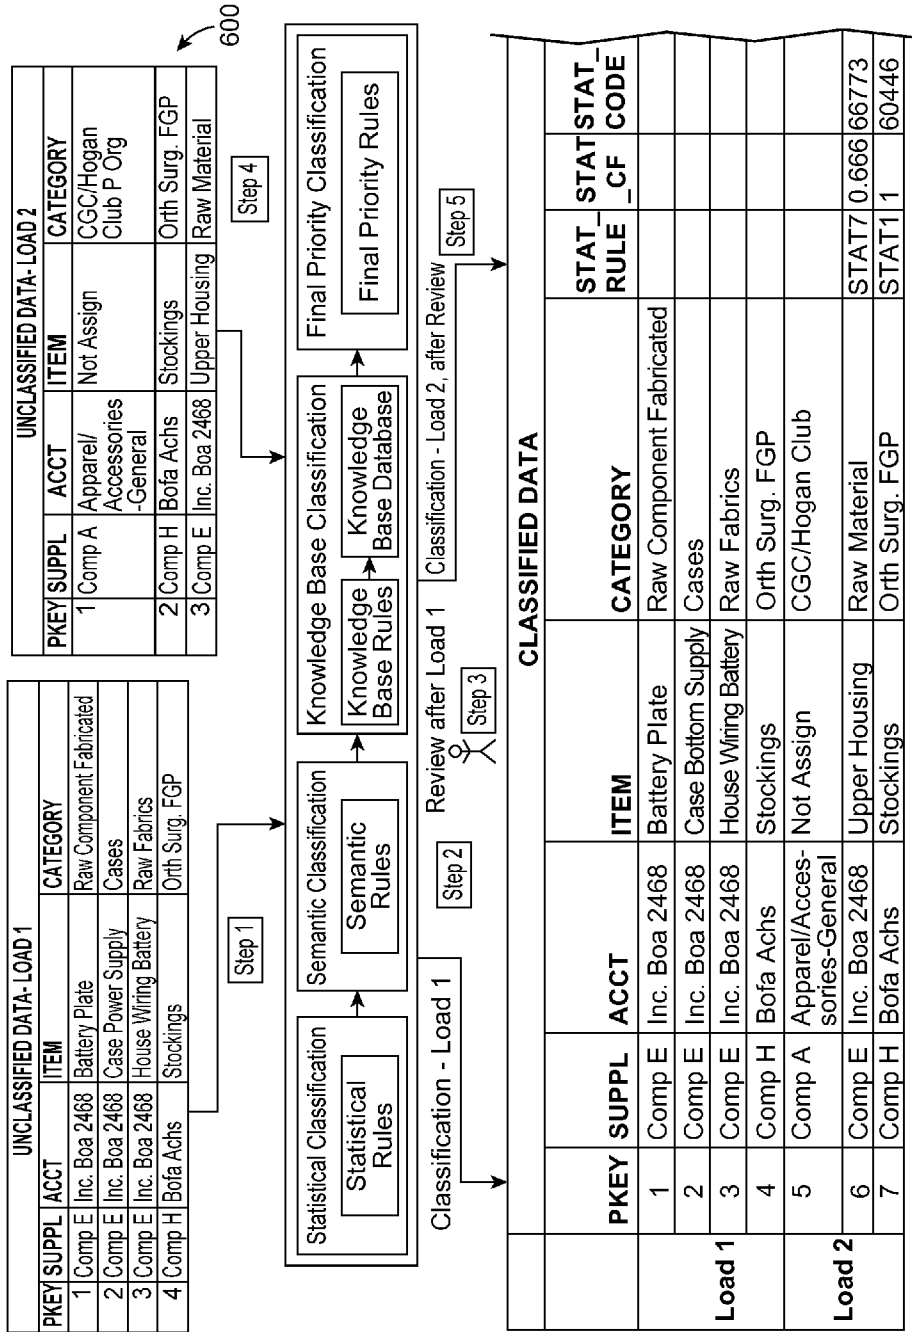 600
UNCLASSIFIED DATA- LOAD 1
PKEY SUPPL ACCT ITEM CATEGORY
1 Comp E Inc. Boa 2468 Battery Plate Raw Component Fabricated
2 Comp E Inc. Boa 2468 Case Power Supply Cases
3 Comp E Inc. Boa 2468 House Wiring Battery Raw Fabrics
4 Comp H Bofa Achs Stockings Orth Surg. FGP
UNCLASSIFIED DATA- LOAD 2
PKEY SUPPL ACCT ITEM CATEGORY
1 Comp A Apparel/ Not Assign CGC/Hogan
Accessories Club P Org
-General
2 Comp H Bofa Achs Stockings Orth Surg. FGP
3 Comp E Inc. Boa 2468 Upper Housing Raw Material
Step 1
Step 4
Statistical Classification
Statistical
Rules
Semantic Classification
Semantic
Rules
Knowledge Base Classification
Knowledge
Base Rules
Knowledge
Base Database
Final Priority Classification
Final Priority Rules
Classification - Load 1
Step 2
Review after Load 1
Step 3
Classification - Load 2, after Review
Step 5
CLASSIFIED DATA
PKEY SUPPL ACCT ITEM CATEGORY STAT_ STAT STAT_
RULE _CF CODE
Load 1
1 Comp E Inc. Boa 2468 Battery Plate Raw Component Fabricated
2 Comp E Inc. Boa 2468 Case Bottom Supply Cases
3 Comp E Inc. Boa 2468 House Wiring Battery Raw Fabrics
4 Comp H Bofa Achs Stockings Orth Surg. FGP
Load 2
5 Comp A Apparel/Acces- Not Assign CGC/Hogan Club
sories-General
6 Comp E Inc. Boa 2468 Upper Housing Raw Material STAT7 0.666 66773
7 Comp H Bofa Achs Stockings Orth Surg. FGP STAT1 1 60446